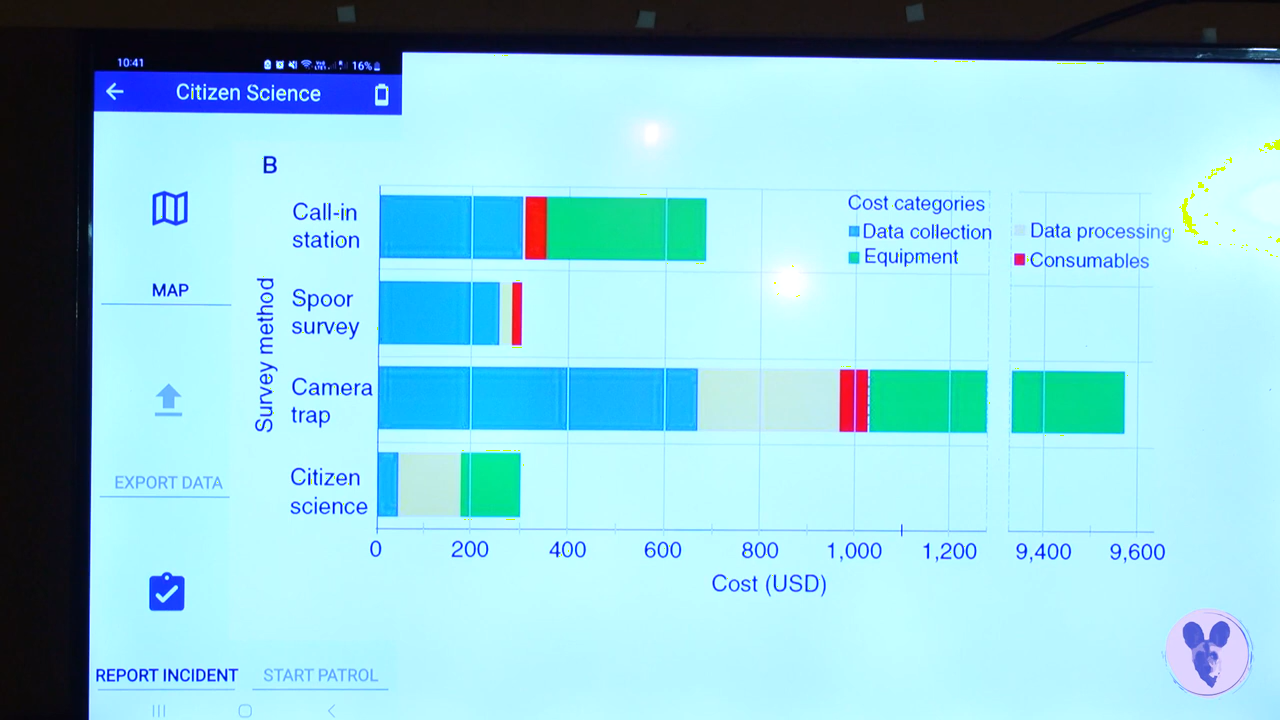 10:41
16%
Citizen Science
B
MAP
EXPORT DATA
REPORT INCIDENT
START PATROL
Survey method
Call-in
station
Spoor
survey
Camera
trap
Citizen
science
Cost categories
Data collection
Data processing
Equipment
Consumables
0
200
400
600
800
1,000
1,200
9,400
9,600
Cost (USD)